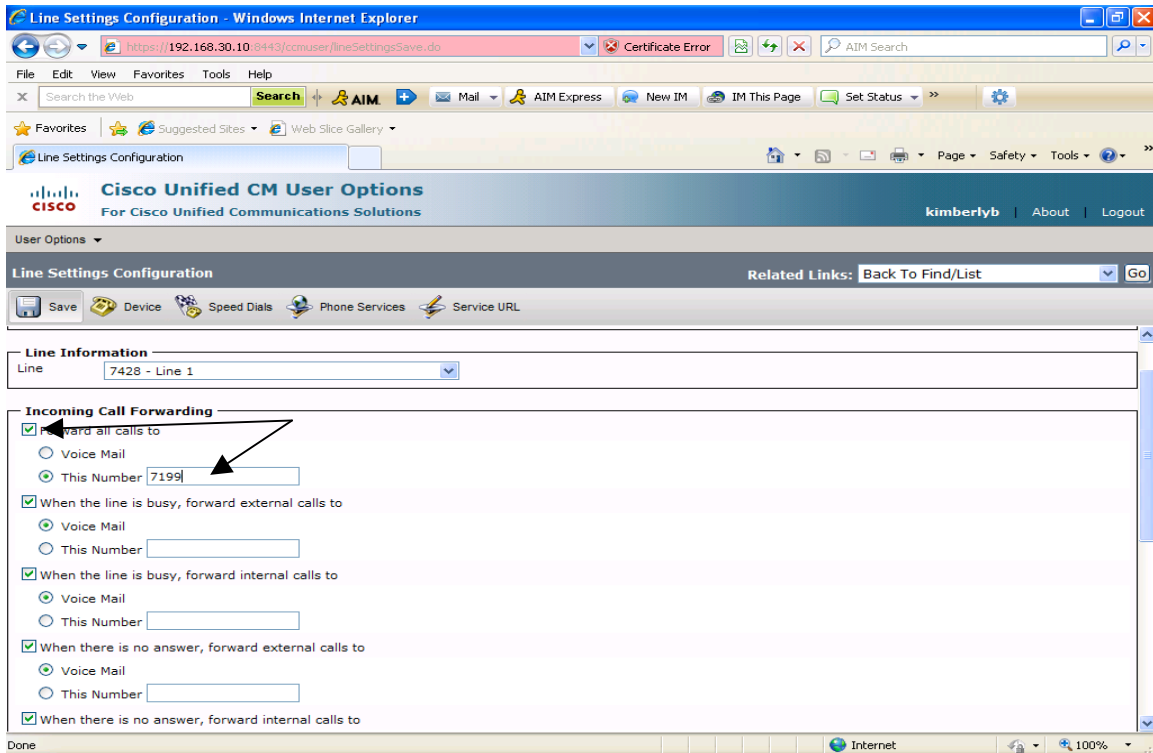 Line Settings Configuration - Windows Internet Explorer
https://192.168.30.10:8443/ccmuser/lineSettingsSave.do
Certificate Error
AIM Search
File Edit View Favorites Tools Help
X Search the Web Search AIM. Mail AIM Express New IM IM This Page Set Status »
Favorites Suggested Sites Web Slice Gallery
Line Settings Configuration
Page Safety Tools »
cisco
Cisco Unified CM User Options
For Cisco Unified Communications Solutions
kimberlyb | About | Logout
User Options
Line Settings Configuration
Related Links: Back To Find/List Go
Save Device Speed Dials Phone Services Service URL
Line Information
Line 7428 - Line 1
Incoming Call Forwarding
Forward all calls to
Voice Mail
This Number 7199
When the line is busy, forward external calls to
Voice Mail
This Number
When the line is busy, forward internal calls to
Voice Mail
This Number
When there is no answer, forward external calls to
Voice Mail
This Number
When there is no answer, forward internal calls to
Done Internet 100%